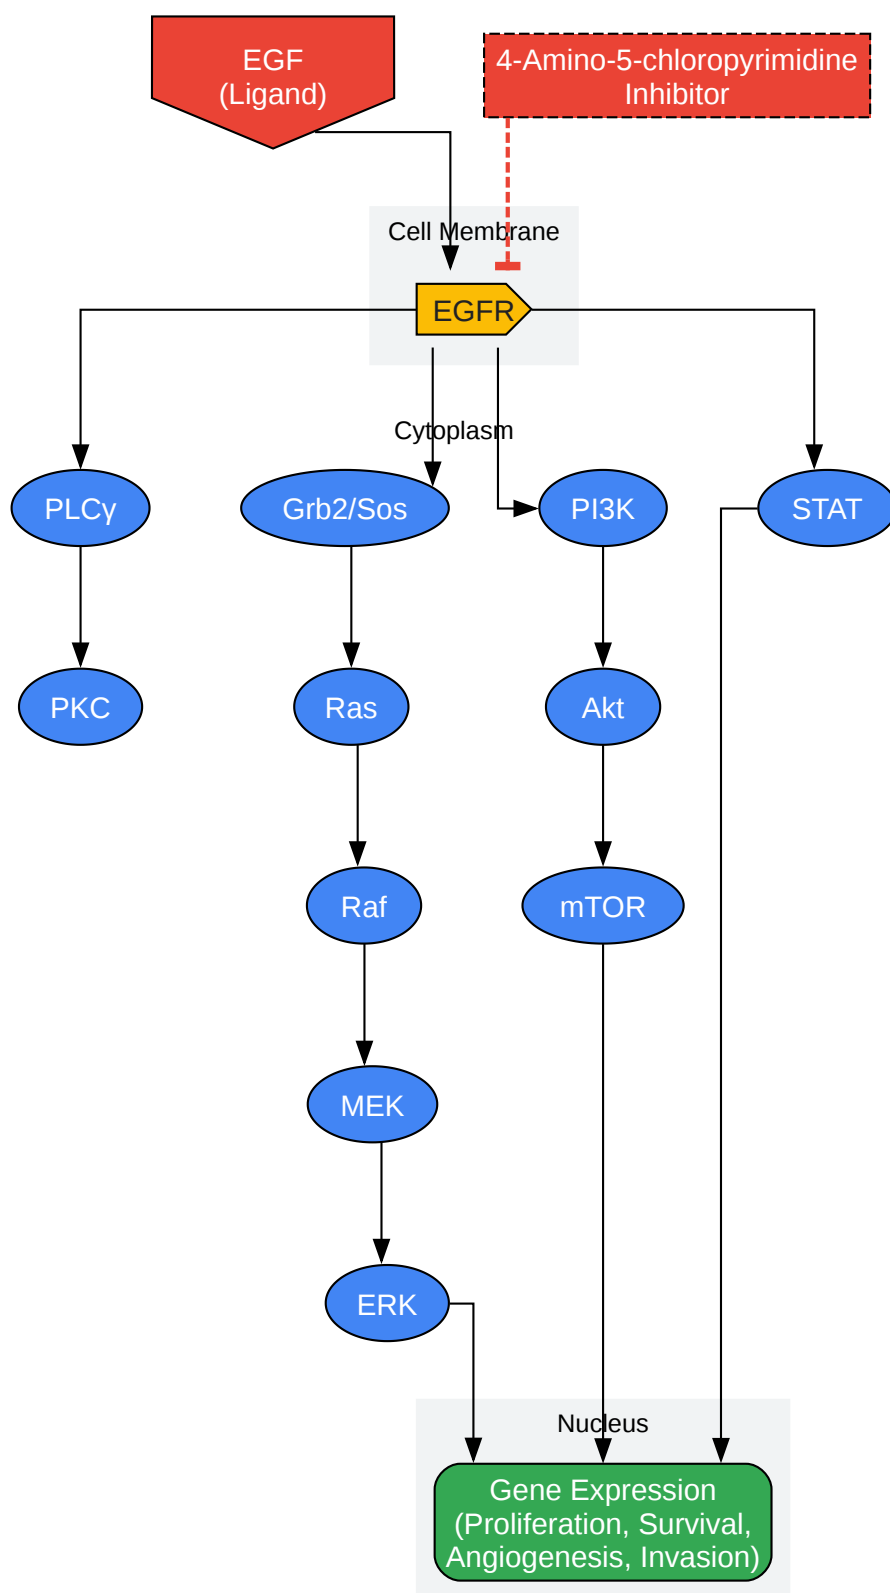 EGF
(Ligand)
4-Amino-5-chloropyrimidine
Inhibitor
Cell Membrane
EGFR
Cytoplasm
PLCγ
Grb2/Sos
PI3K
STAT
PKC
Ras
Akt
Raf
mTOR
MEK
ERK
Nucleus
Gene Expression
(Proliferation, Survival,
Angiogenesis, Invasion)